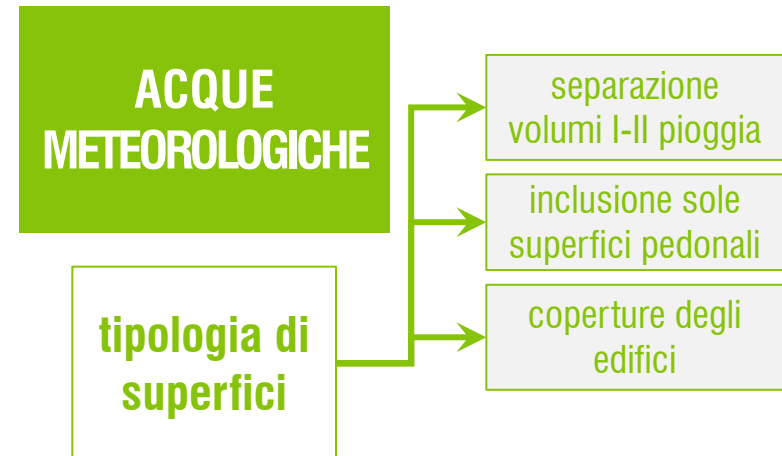 ACQUE
METEOROLOGICHE
tipologia di
superfici
separazione
volumi I-II pioggia
inclusione sole
superfici pedonali
coperture degli
edifici